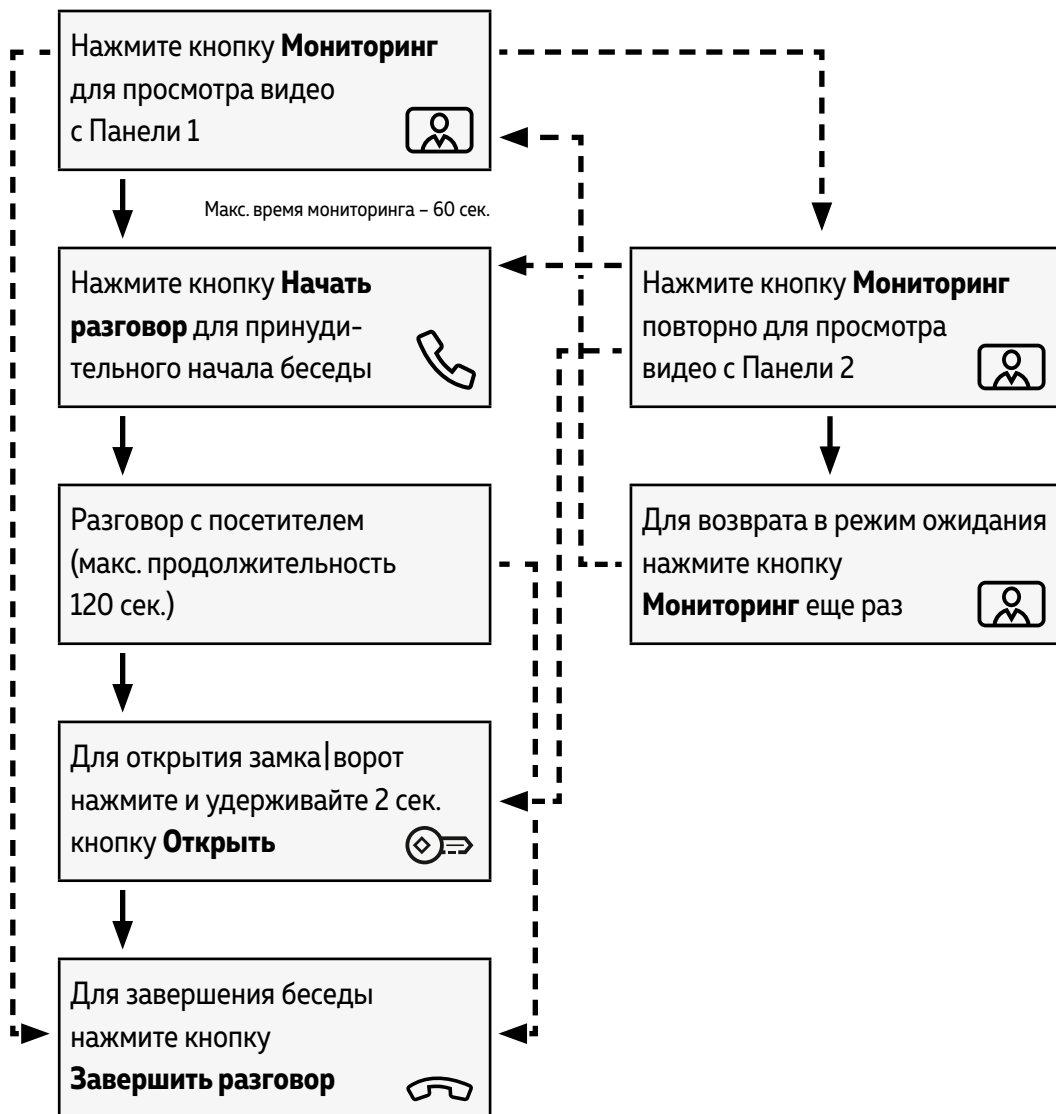 Нажмите кнопку Мониторинг
для просмотра видео
с Панели 1
Макс. время мониторинга – 60 сек.
Нажмите кнопку Начать
разговор для принуди-
тельного начала беседы
Нажмите кнопку Мониторинг
повторно для просмотра
видео с Панели 2
Разговор с посетителем
(макс. продолжительность
120 сек.)
Для возврата в режим ожидания
нажмите кнопку
Мониторинг еще раз
Для открытия замка|ворот
нажмите и удерживайте 2 сек.
кнопку Открыть
Для завершения беседы
нажмите кнопку
Завершить разговор